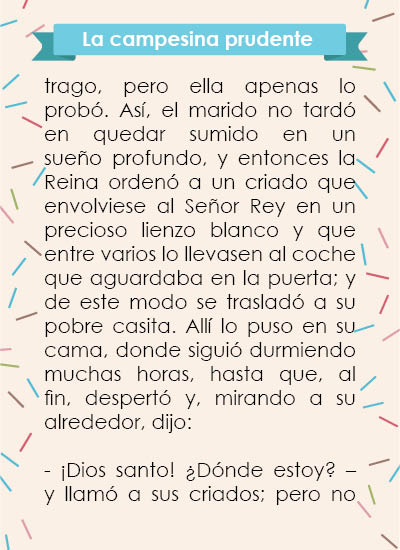 La campesina prudente
trago, pero ella apenas lo
probó. Así, el marido no tardó
en quedar sumido en un
sueño profundo, y entonces la
Reina ordenó a un criado que
envolviese al Señor Rey en un
precioso lienzo blanco y que
entre varios lo llevasen al coche
que aguardaba en la puerta; y
de este modo se trasladó a su
pobre casita. Allí lo puso en su
cama, donde siguió durmiendo
muchas horas, hasta que, al
fin, despertó y, mirando a su
alrededor, dijo:
- ¡Dios santo! ¿Dónde estoy? –
y llamó a sus criados; pero no